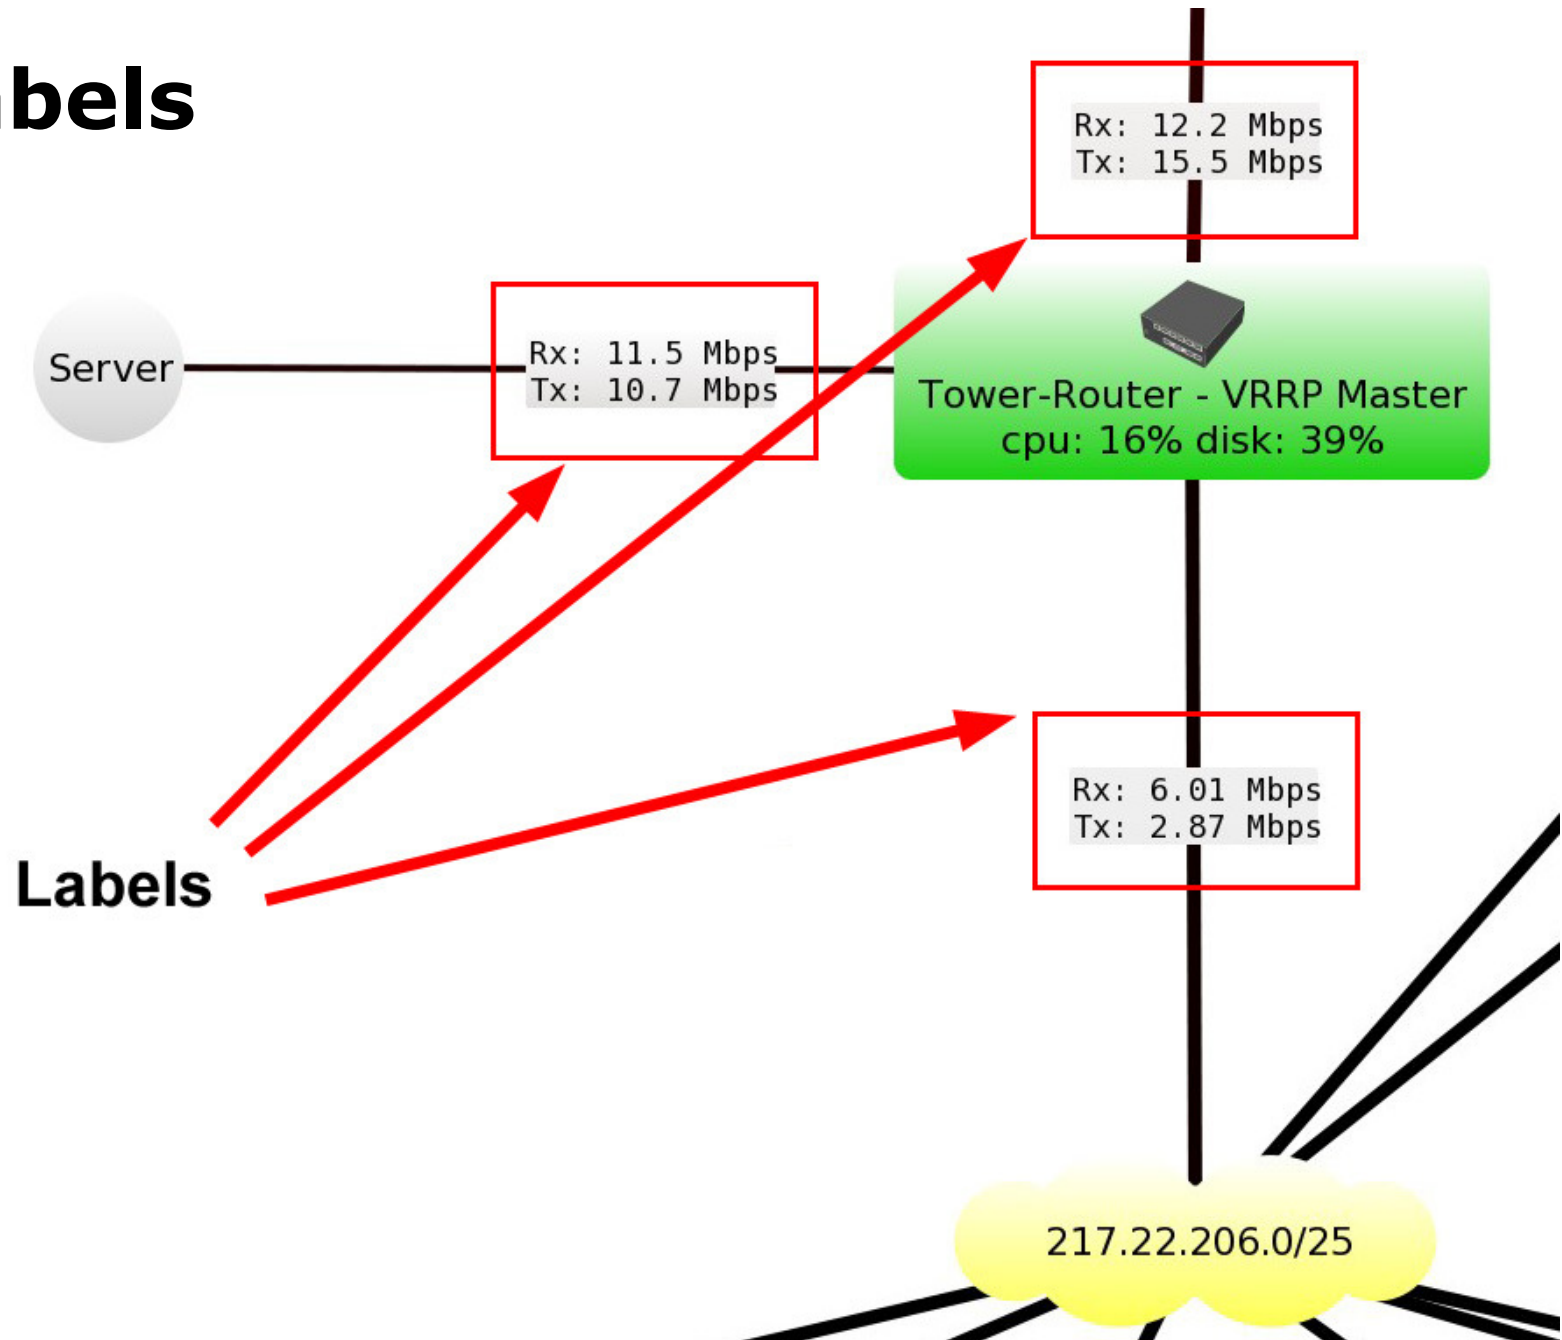 bels
Rx: 12.2 Mbps
Tx: 15.5 Mbps
Server
Rx: 11.5 Mbps
Tx: 10.7 Mbps
Tower-Router - VRRP Master
cpu: 16% disk: 39%
Rx: 6.01 Mbps
Tx: 2.87 Mbps
Labels
217.22.206.0/25